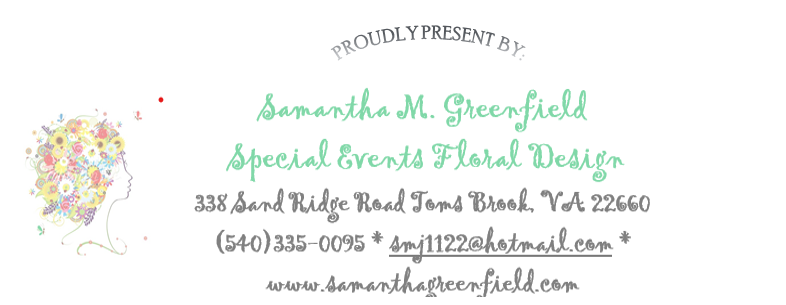 PROUDLY PRESENT BY:
Samantha M. Greenfield
Special Events Floral Design
338 Sand Ridge Road Toms Brook, VA 22660
(540)335-0095 * smj1122@hotmail.com *
www.samanthagreenfield.com